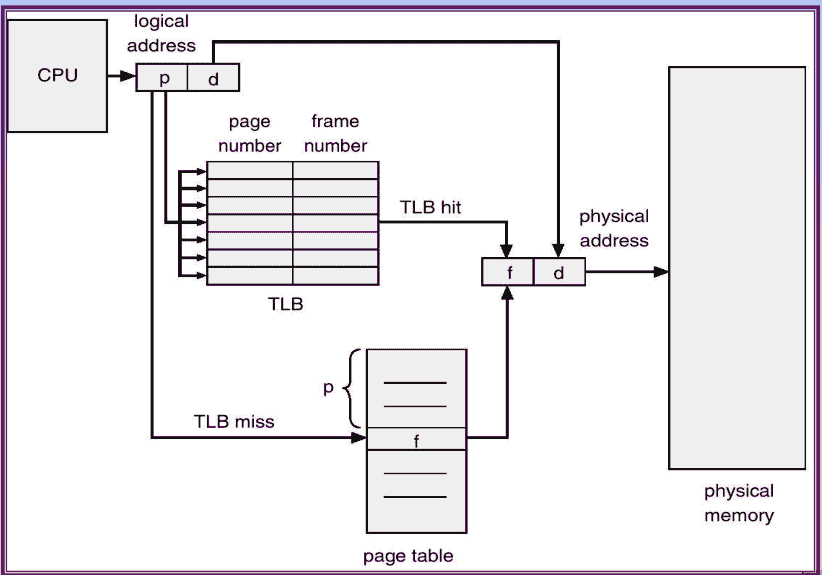 logical
address
CPU
p
d
page
number
frame
number
TLB hit
physical
address
f
d
TLB
p
TLB miss
f
physical
memory
page table